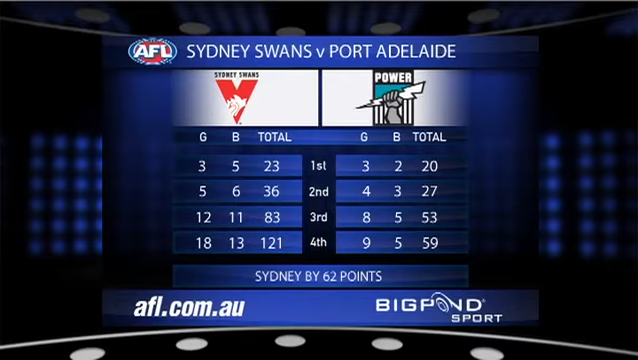 AFL SYDNEY SWANS v PORT ADELAIDE
SYDNEY SWANS POWER
G B TOTAL G B TOTAL
3 5 23 1st 3 2 20
5 6 36 2nd 4 3 27
12 11 83 3rd 8 5 53
18 13 121 4th 9 5 59
SYDNEY BY 62 POINTS
afl.com.au BIGPOND SPORT